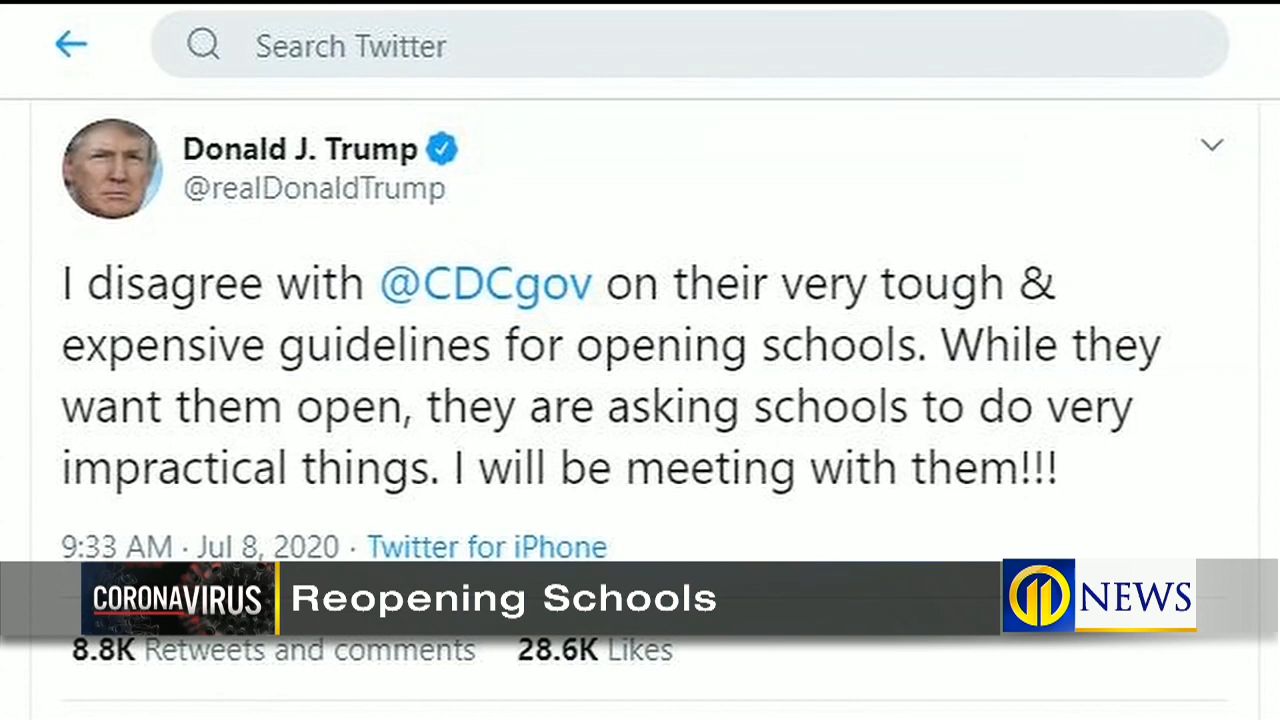 Search Twitter
Donald J. Trump
@realDonaldTrump
I disagree with @CDCgov on their very tough &
expensive guidelines for opening schools. While they
want them open, they are asking schools to do very
impractical things. I will be meeting with them!!!
9:33 AM · Jul 8, 2020 · Twitter for iPhone
CORONAVIRUS
Reopening Schools
11 NEWS
8.8K Retweets and comments 28.6K Likes